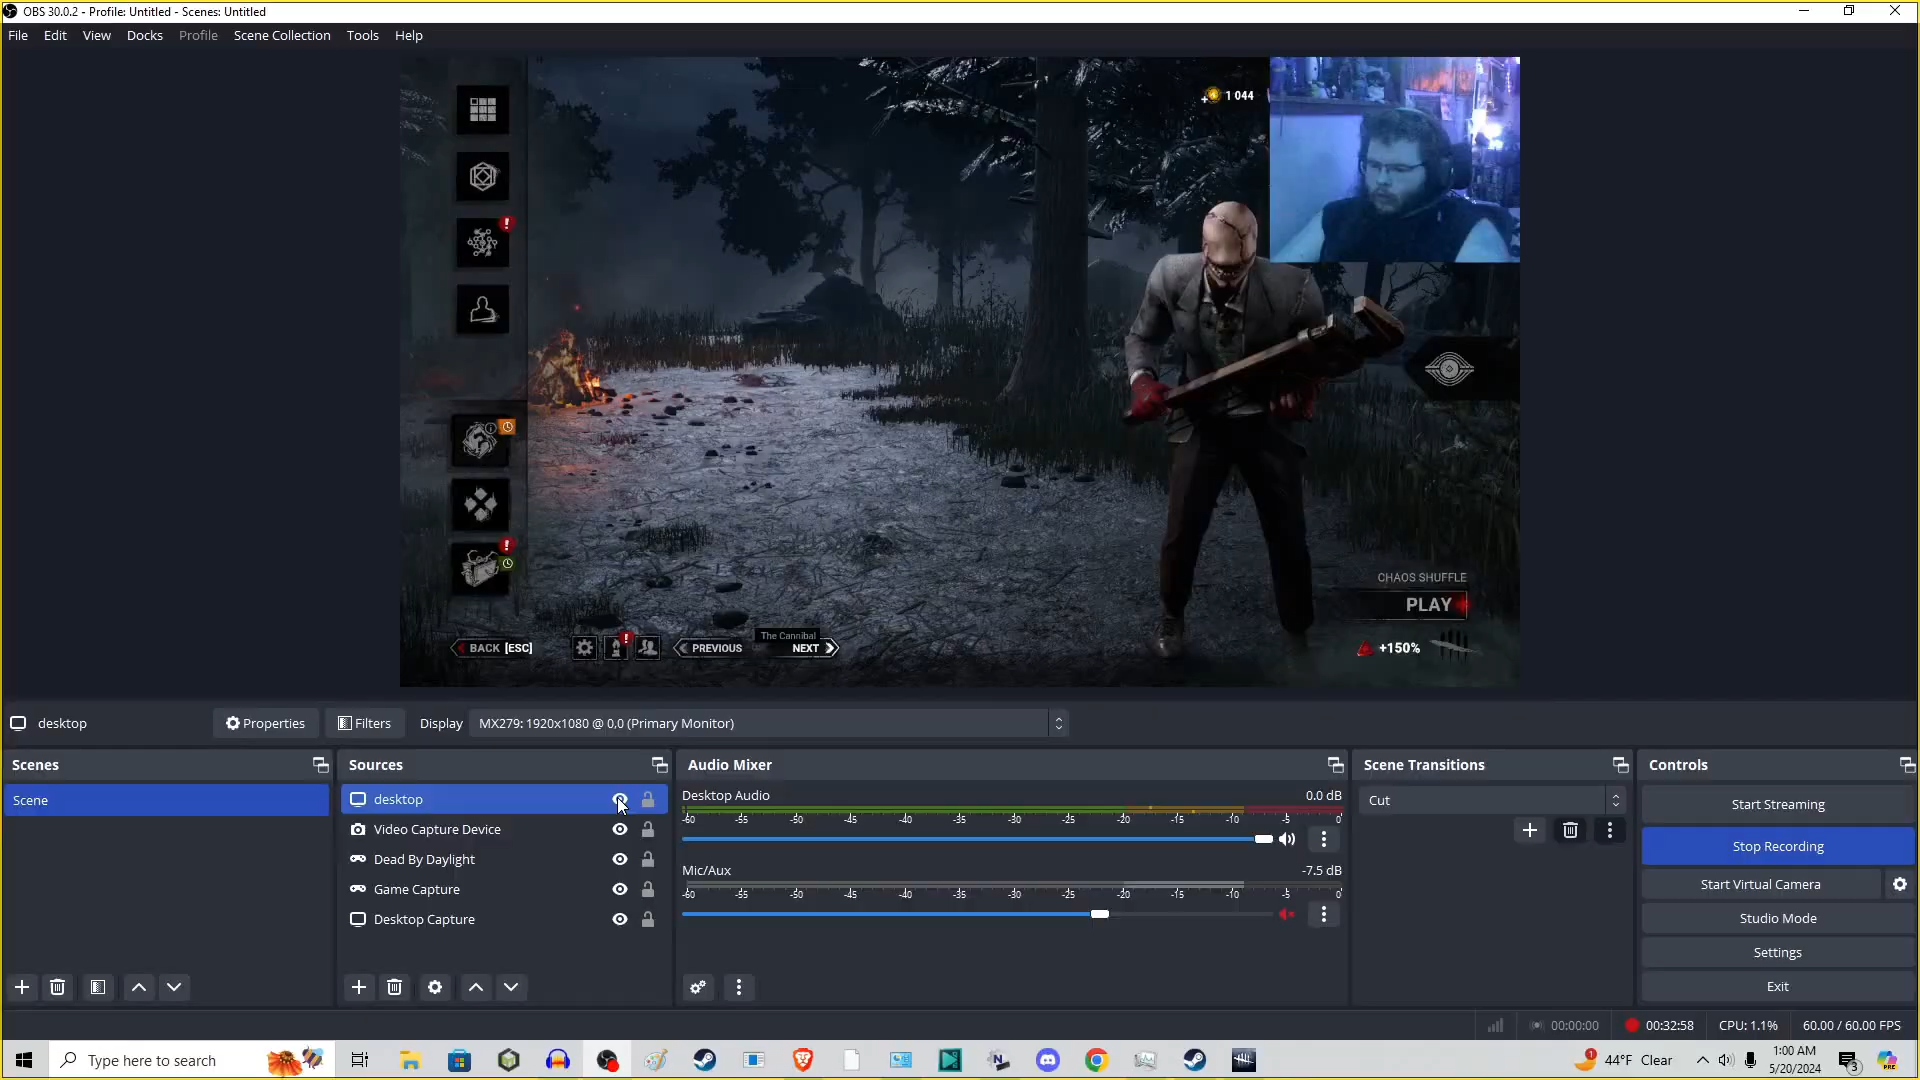 OBS 30.0.2 - Profile: Untitled - Scenes: Untitled
File Edit View Docks Profile Scene Collection Tools Help
1 044
CHAOS SHUFFLE
PLAY
The Cannibal
BACK [ESC] PREVIOUS NEXT +150%
desktop Properties Filters Display MX279: 1920x1080 @ 0,0 (Primary Monitor)
Scenes
Scene
Sources
desktop
Video Capture Device
Dead By Daylight
Game Capture
Desktop Capture
Audio Mixer
Desktop Audio 0.0 dB
-60 -55 -50 -45 -40 -35 -30 -25 -20 -15 -10 -5 0
Mic/Aux -7.5 dB
-60 -55 -50 -45 -40 -35 -30 -25 -20 -15 -10 -5 0
Scene Transitions
Cut
Controls
Start Streaming
Stop Recording
Start Virtual Camera
Studio Mode
Settings
Exit
00:00:00 00:32:58 CPU: 1.1% 60.00 / 60.00 FPS
Type here to search
1 44°F Clear
1:00 AM
5/20/2024
3
PRE